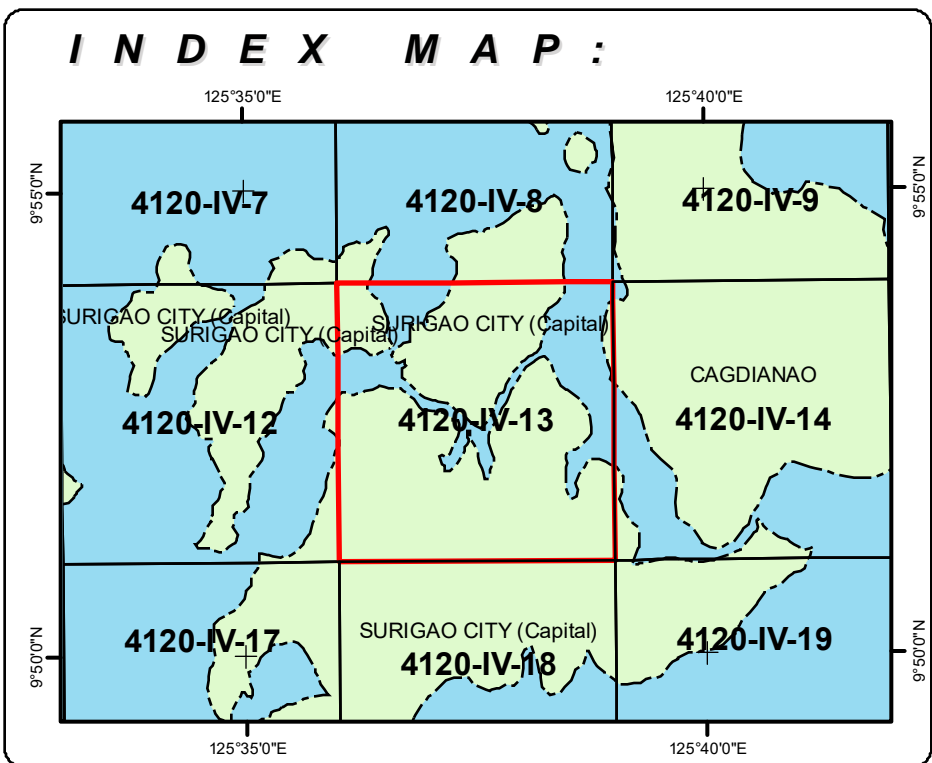 INDEX MAP:
125°35'0"E 125°40'0"E
9°55'0"N 9°55'0"N
4120-IV-7 4120-IV-8 4120-IV-9
SURIGAO CITY (Capital)
SURIGAO CITY (Capital)
SURIGAO CITY (Capital)
CAGDIANAO
4120-IV-12 4120-IV-13 4120-IV-14
SURIGAO CITY (Capital)
4120-IV-17 4120-IV-18 4120-IV-19
9°50'0"N 9°50'0"N
125°35'0"E 125°40'0"E